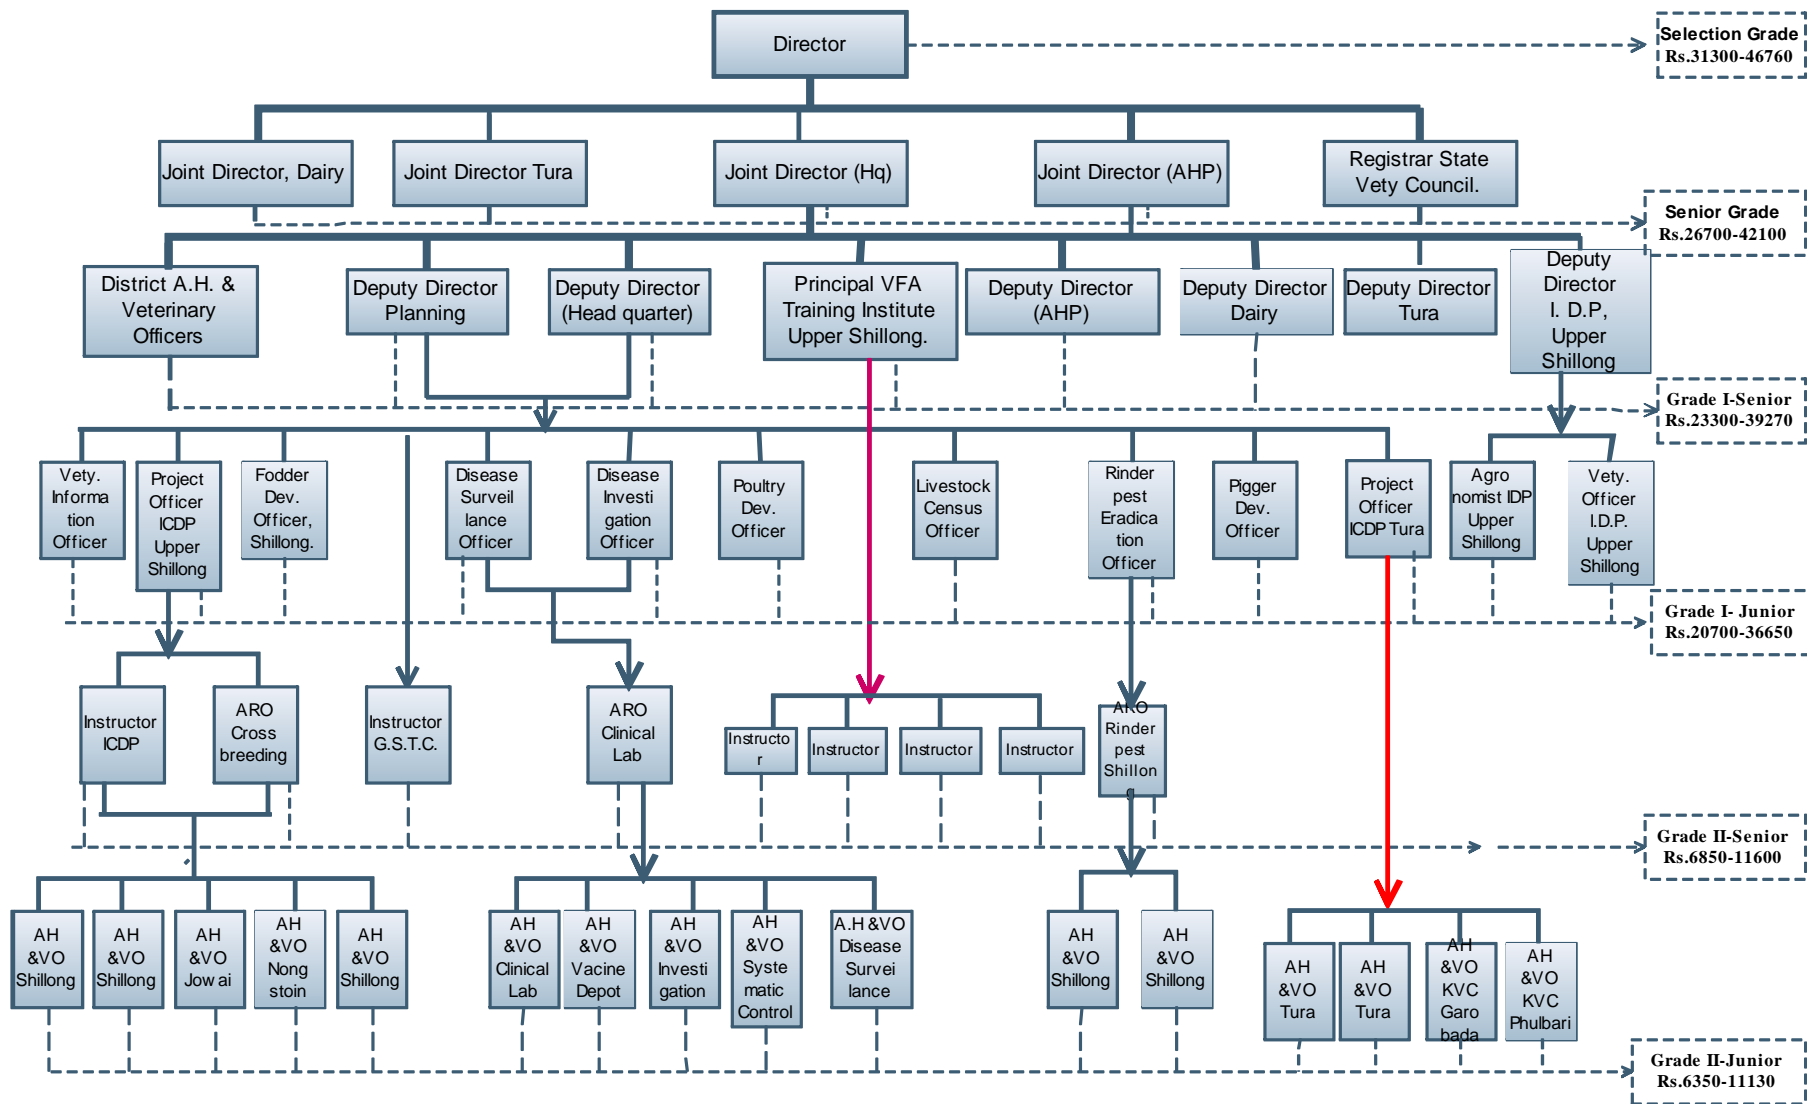 Director
Selection Grade
Rs.31300-46760
Joint Director, Dairy
Joint Director Tura
Joint Director (Hq)
Joint Director (AHP)
Registrar State
Vety Council.
Senior Grade
Rs.26700-42100
District A.H. &
Veterinary
Officers
Deputy Director
Planning
Deputy Director
(Head quarter)
Principal VFA
Training Institute
Upper Shillong.
Deputy Director
(AHP)
Deputy Director
Dairy
Deputy Director
Tura
Deputy
Director
I. D.P,
Upper
Shillong
Grade I-Senior
Rs.23300-39270
Vety.
Informa
tion
Officer
Project
Officer
ICDP
Upper
Shillong
Fodder
Dev.
Officer,
Shillong.
Disease
Surveil
lance
Officer
Disease
Investi
gation
Officer
Poultry
Dev.
Officer
Livestock
Census
Officer
Rinder
pest
Eradica
tion
Officer
Pigger
Dev.
Officer
Project
Officer
ICDP Tura
Agro
nomist IDP
Upper
Shillong
Vety.
Officer
I.D.P.
Upper
Shillong
Grade I- Junior
Rs.20700-36650
Instructor
ICDP
ARO
Cross
breeding
Instructor
G.S.T.C.
ARO
Clinical
Lab
Instructo
r
Instructor
Instructor
Instructor
ARO
Rinder
pest
Shillon
g
Grade II-Senior
Rs.6850-11600
AH
&VO
Shillong
AH
&VO
Shillong
AH
&VO
Jowai
AH
&VO
Nong
stoin
AH
&VO
Shillong
AH
&VO
Clinical
Lab
AH
&VO
Vacine
Depot
AH
&VO
Investi
gation
AH
&VO
Syste
matic
Control
A.H &VO
Disease
Survei
lance
AH
&VO
Shillong
AH
&VO
Shillong
AH
&VO
Tura
AH
&VO
Tura
AH
&VO
KVC
Garo
bada
AH
&VO
KVC
Phulbari
Grade II-Junior
Rs.6350-11130